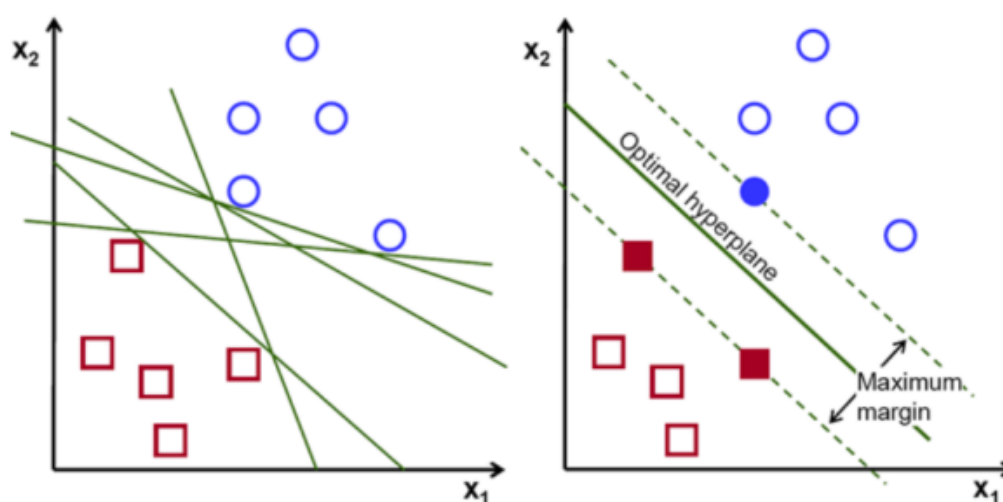 x₂
x₁
x₂
Optimal hyperplane
Maximum
margin
x₁